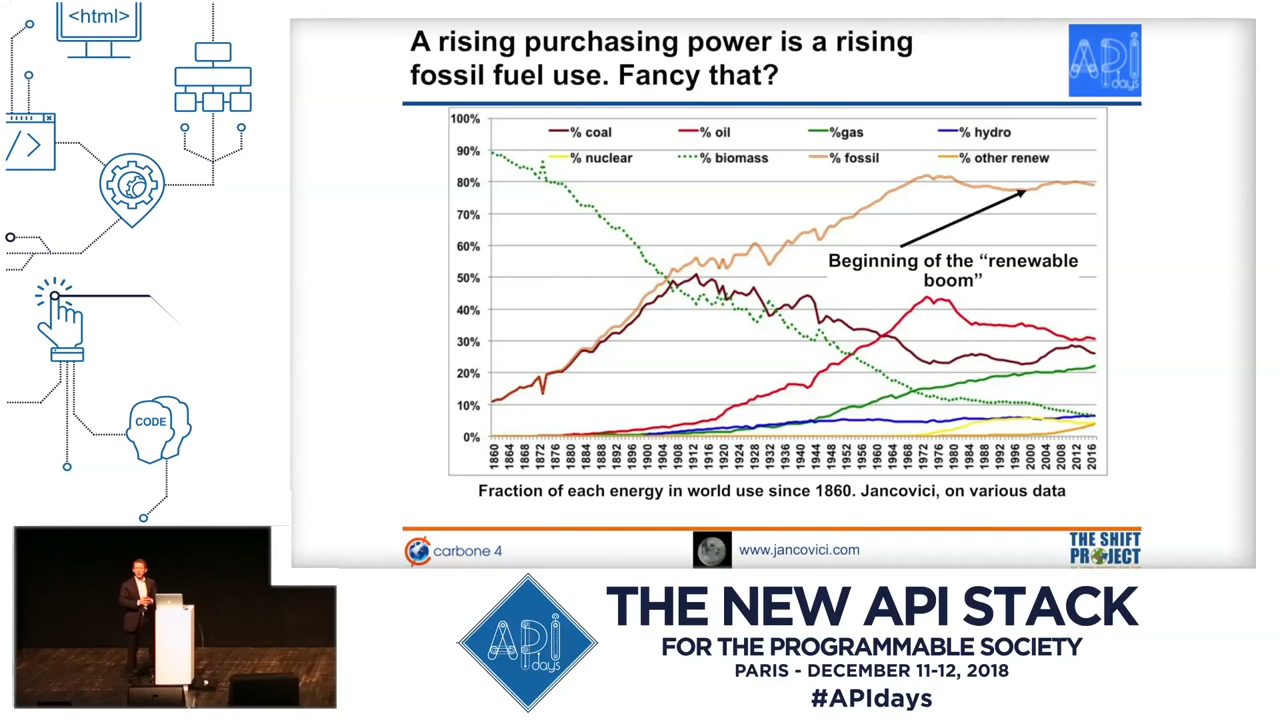 <html>
</>
CODE
A rising purchasing power is a rising
fossil fuel use. Fancy that?
APi
days
100%
90%
80%
70%
60%
50%
40%
30%
20%
10%
0%
% coal
% oil
%gas
% hydro
% nuclear
% biomass
% fossil
% other renew
Beginning of the “renewable
boom”
1860
1864
1868
1872
1876
1880
1884
1888
1892
1896
1900
1904
1908
1912
1916
1920
1924
1928
1932
1936
1940
1944
1948
1952
1956
1960
1964
1968
1972
1976
1980
1984
1988
1992
1996
2000
2004
2008
2012
2016
Fraction of each energy in world use since 1860. Jancovici, on various data
carbone 4
www.jancovici.com
THE SHIFT
PROJECT
APi
days
THE NEW API STACK
FOR THE PROGRAMMABLE SOCIETY
PARIS - DECEMBER 11-12, 2018
#APIdays